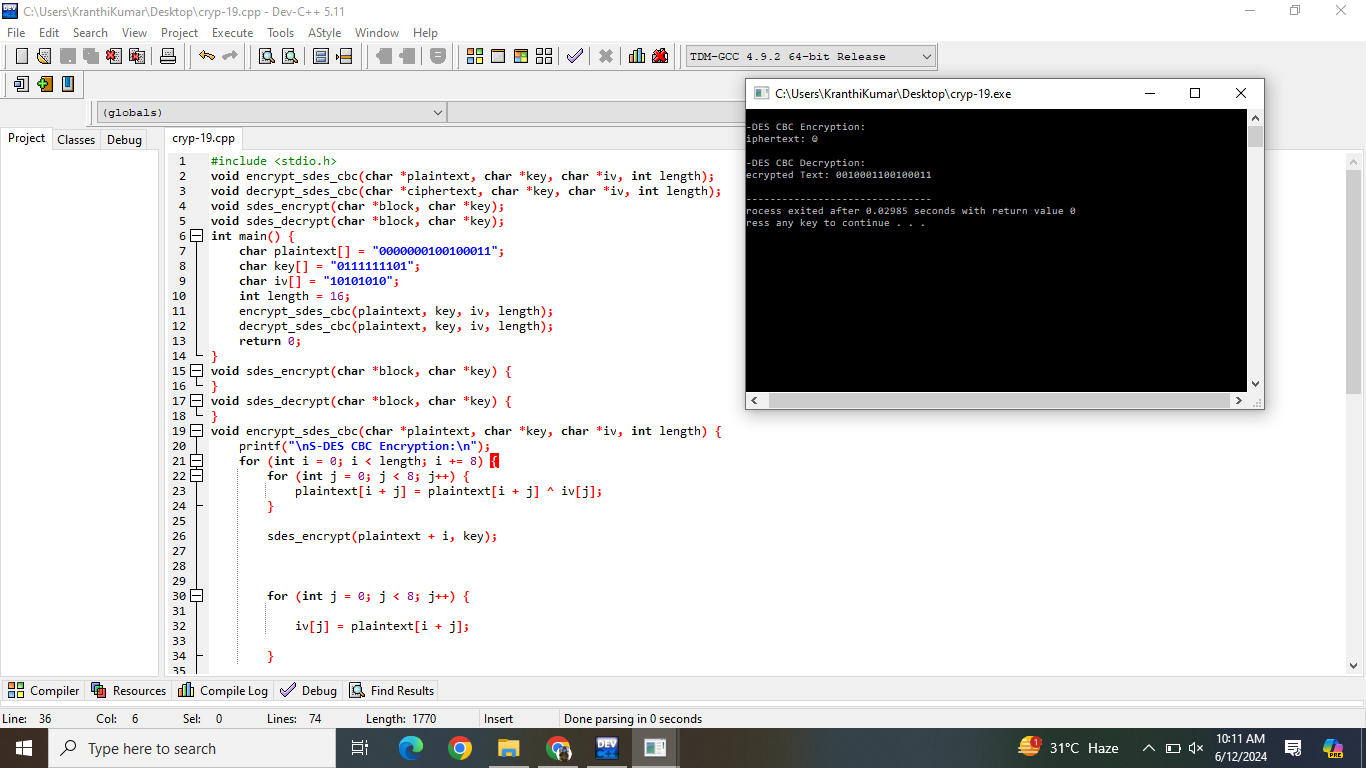 C:\Users\KranthiKumar\Desktop\cryp-19.cpp - Dev-C++ 5.11
File Edit Search View Project Execute Tools AStyle Window Help
TDM-GCC 4.9.2 64-bit Release
(globals)
Project Classes Debug
cryp-19.cpp
1 #include <stdio.h>
2 void encrypt_sdes_cbc(char *plaintext, char *key, char *iv, int length);
3 void decrypt_sdes_cbc(char *ciphertext, char *key, char *iv, int length);
4 void sdes_encrypt(char *block, char *key);
5 void sdes_decrypt(char *block, char *key);
6 int main() {
7 char plaintext[] = "0000000100100011";
8 char key[] = "0111111101";
9 char iv[] = "10101010";
10 int length = 16;
11 encrypt_sdes_cbc(plaintext, key, iv, length);
12 decrypt_sdes_cbc(plaintext, key, iv, length);
13 return 0;
14 }
15 void sdes_encrypt(char *block, char *key) {
16 }
17 void sdes_decrypt(char *block, char *key) {
18 }
19 void encrypt_sdes_cbc(char *plaintext, char *key, char *iv, int length) {
20 printf("\nS-DES CBC Encryption:\n");
21 for (int i = 0; i < length; i += 8) {
22 for (int j = 0; j < 8; j++) {
23 plaintext[i + j] = plaintext[i + j] ^ iv[j];
24 }
25
26 sdes_encrypt(plaintext + i, key);
27
28
29
30 for (int j = 0; j < 8; j++) {
31
32 iv[j] = plaintext[i + j];
33
34 }
35
C:\Users\KranthiKumar\Desktop\cryp-19.exe
-DES CBC Encryption:
iphertext: ☺
-DES CBC Decryption:
ecrypted Text: 0010001100100011
--------------------------------
rocess exited after 0.02985 seconds with return value 0
ress any key to continue . . .
Compiler Resources Compile Log Debug Find Results
Line: 36 Col: 6 Sel: 0 Lines: 74 Length: 1770 Insert Done parsing in 0 seconds
Type here to search
DEV
1
31°C Haze
PRE
10:11 AM
6/12/2024